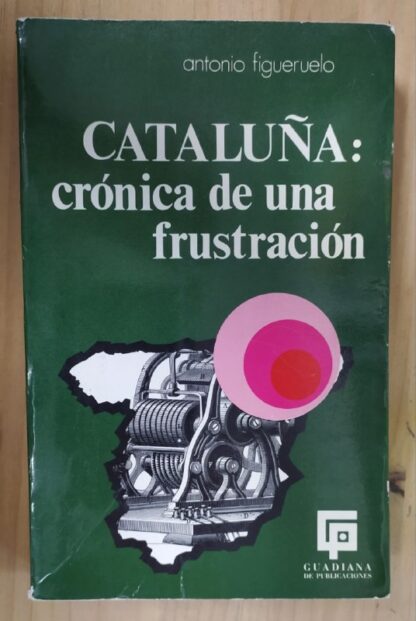 antonio figueruelo
CATALUÑA:
crónica de una
frustración
GUADIANA
DE PUBLICACIONES